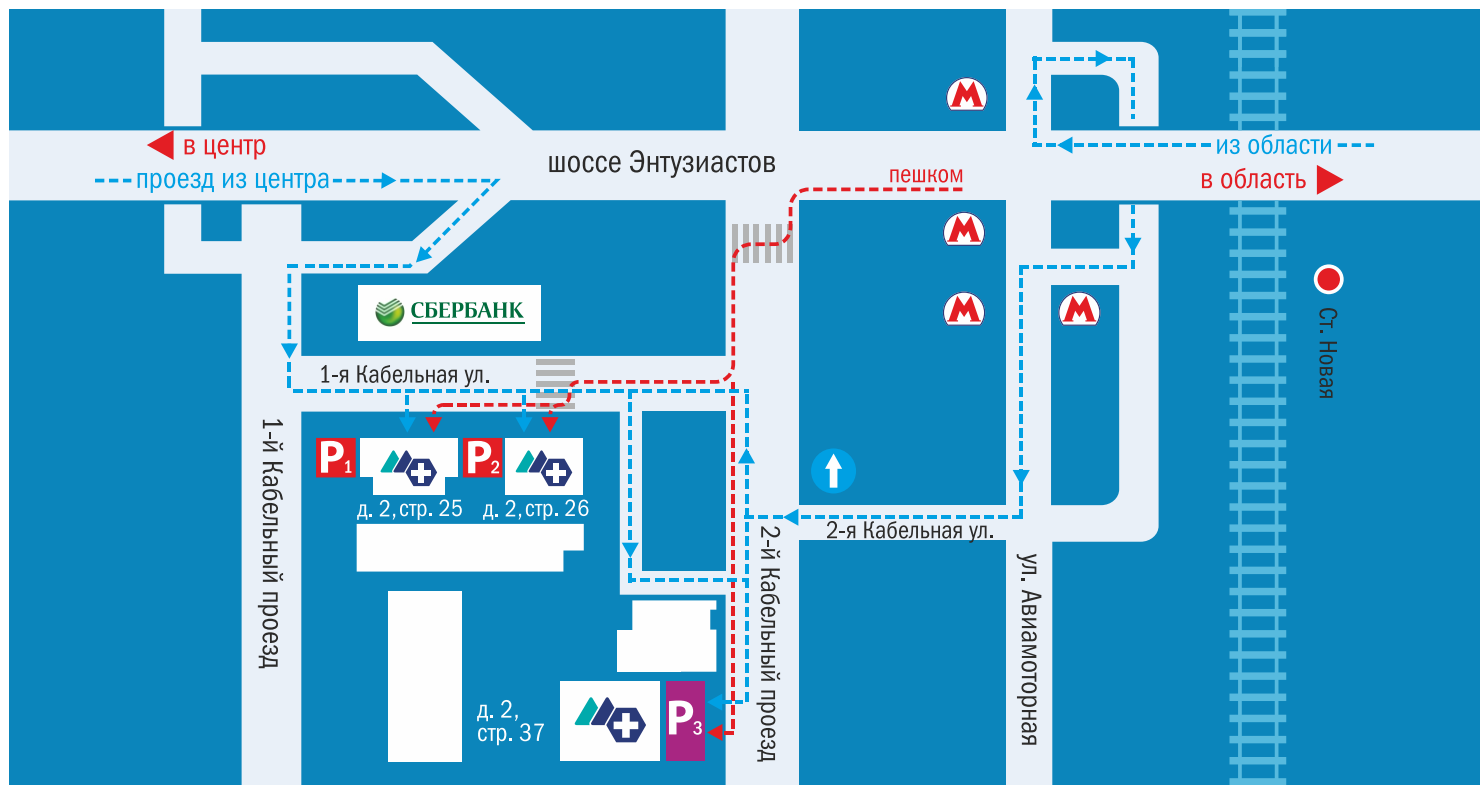 в центр
проезд из центра
шоссе Энтузиастов
пешком
из области
в область
М
М
М
М
СБЕРБАНК
Ст. Новая
1-я Кабельная ул.
P1
P2
д. 2, стр. 25
д. 2, стр. 26
1-й Кабельный проезд
2-й Кабельный проезд
2-я Кабельная ул.
ул. Авиамоторная
д. 2,
стр. 37
P3